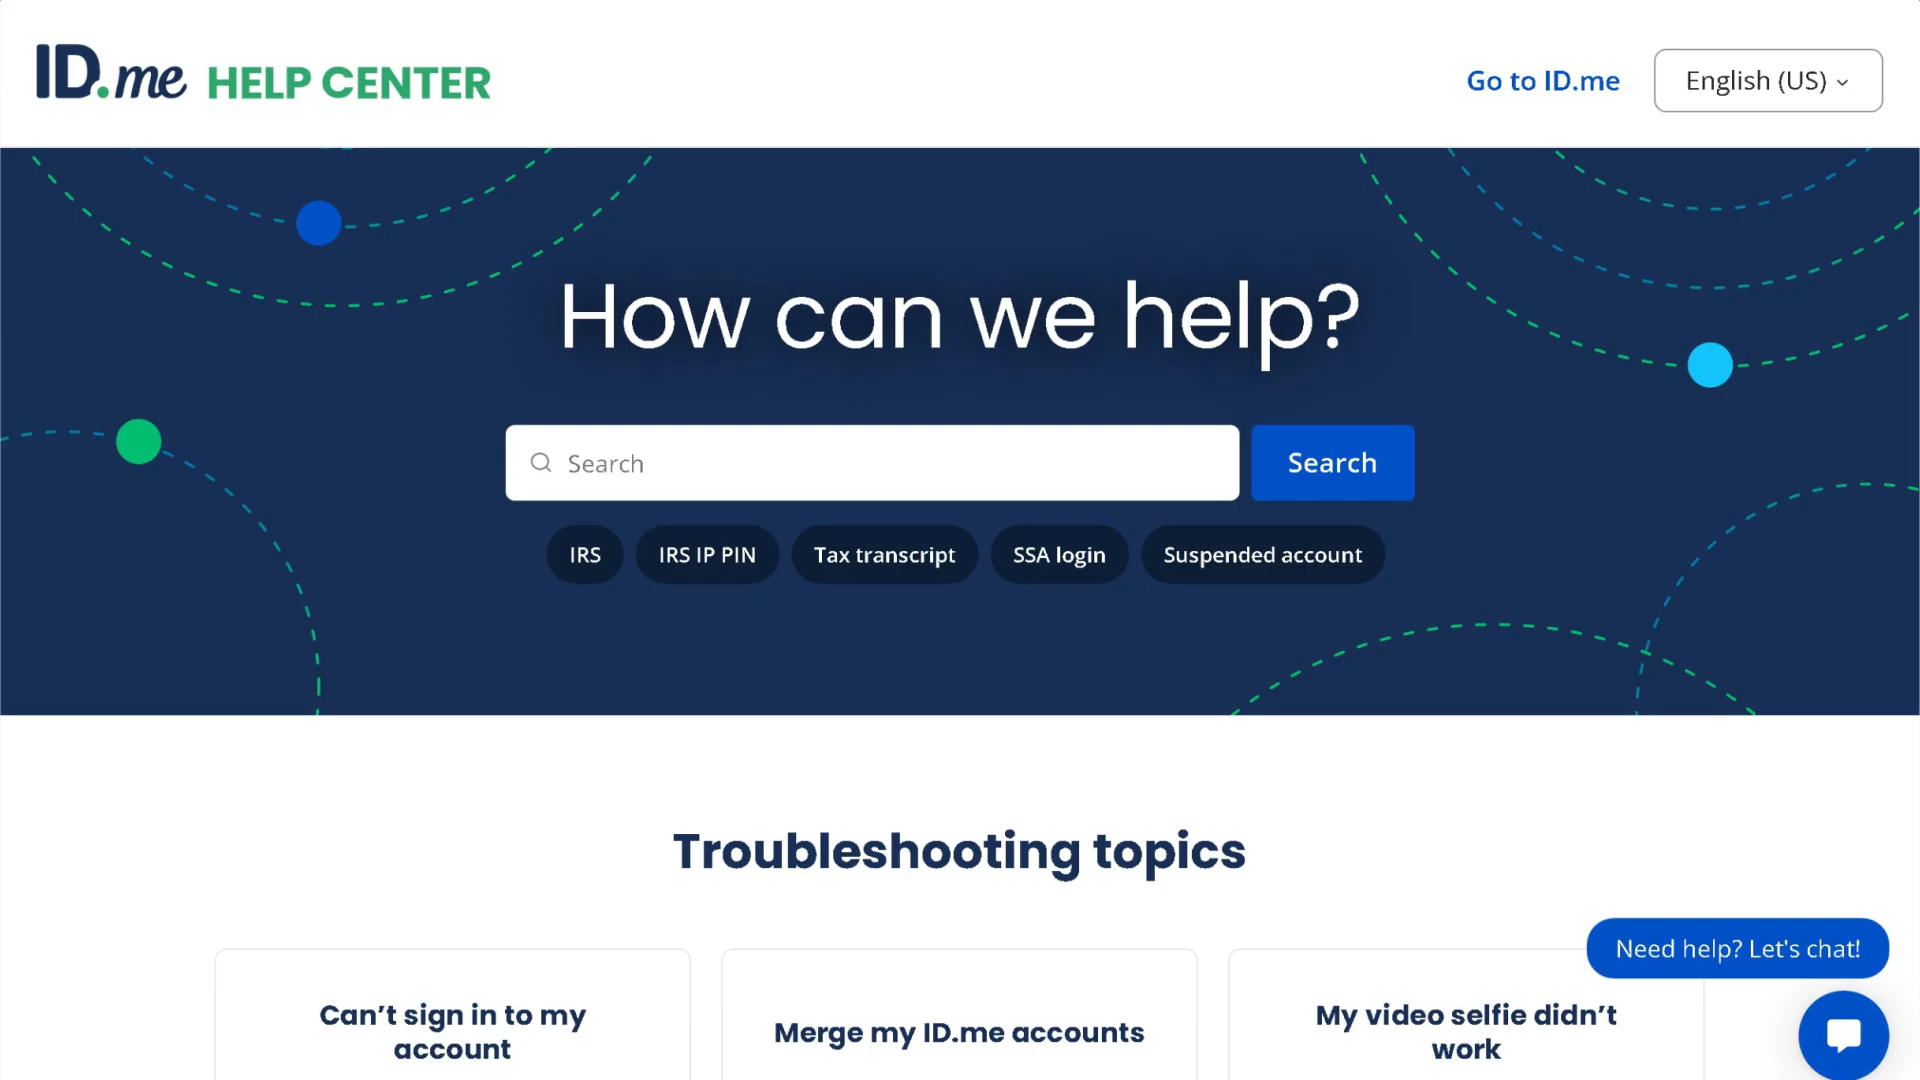 ID.me HELP CENTER
Go to ID.me
English (US)
How can we help?
Search
Search
IRS
IRS IP PIN
Tax transcript
SSA login
Suspended account
Troubleshooting topics
Need help? Let's chat!
Can’t sign in to my
account
Merge my ID.me accounts
My video selfie didn’t
work